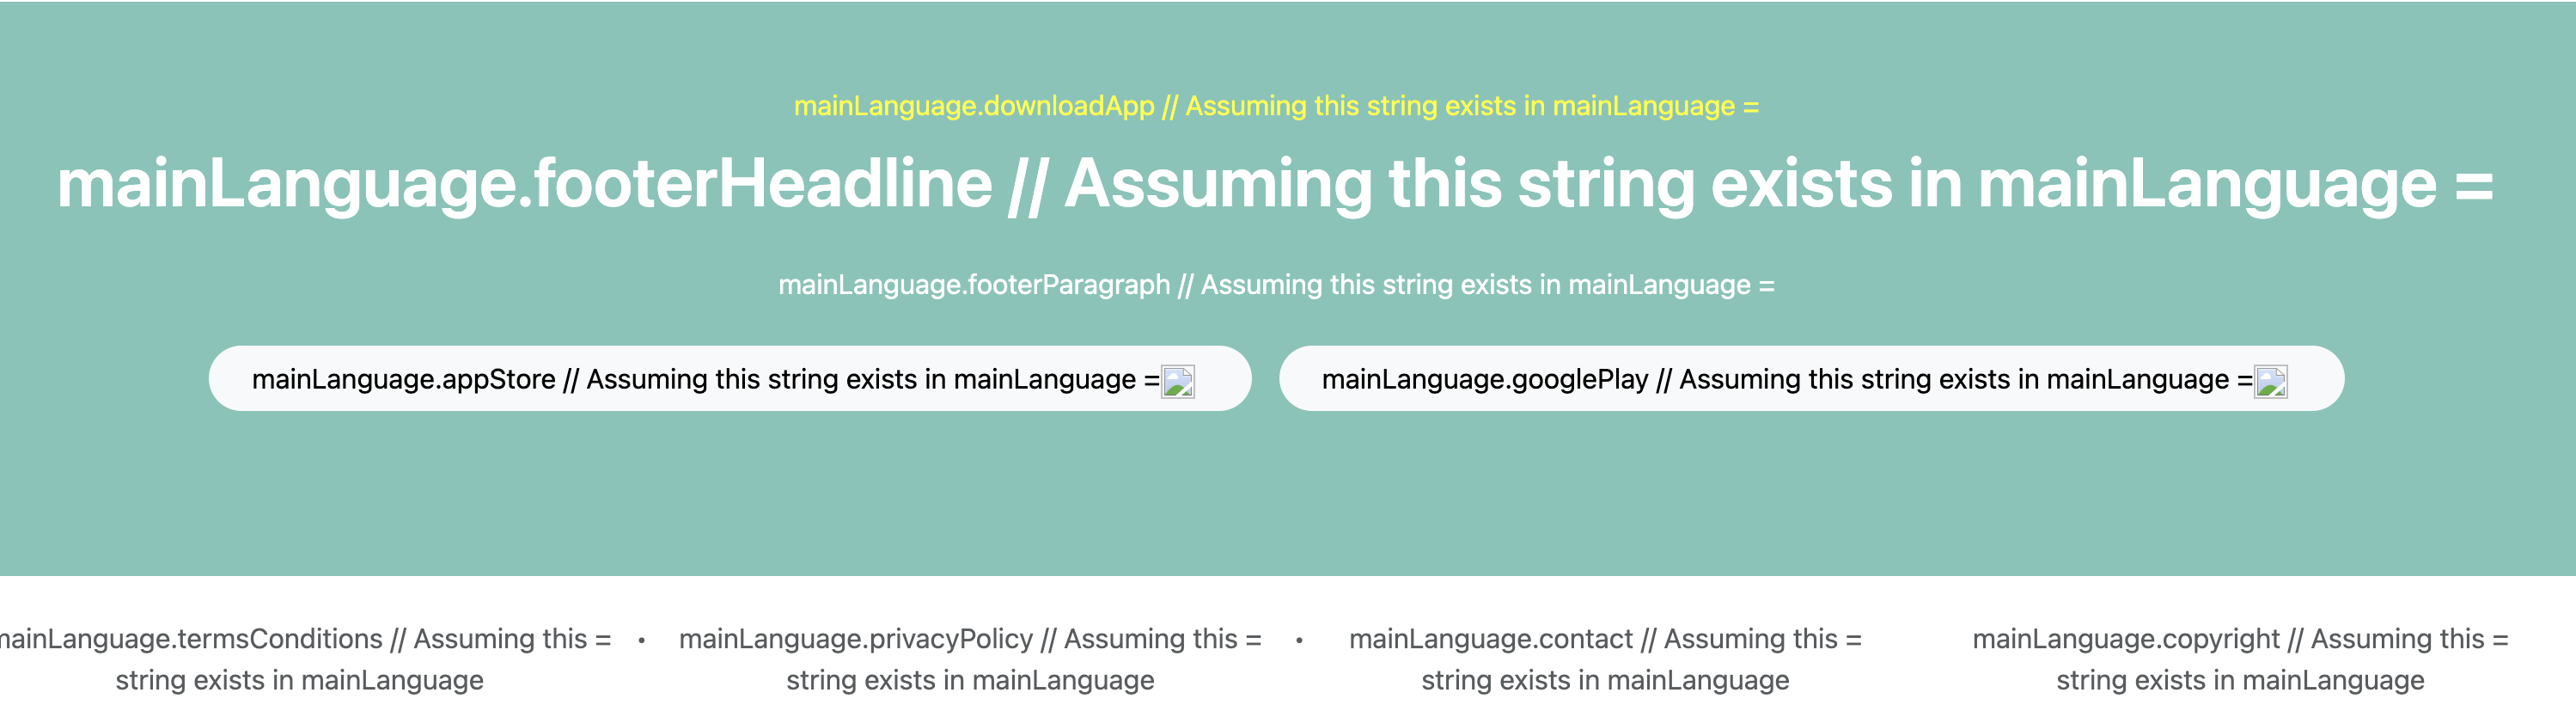 mainLanguage.downloadApp // Assuming this string exists in mainLanguage =
mainLanguage.footerHeadline // Assuming this string exists in mainLanguage =
mainLanguage.footerParagraph // Assuming this string exists in mainLanguage =
mainLanguage.appStore // Assuming this string exists in mainLanguage =
mainLanguage.googlePlay // Assuming this string exists in mainLanguage =
mainLanguage.termsConditions // Assuming this =
string exists in mainLanguage
•
mainLanguage.privacyPolicy // Assuming this =
string exists in mainLanguage
•
mainLanguage.contact // Assuming this =
string exists in mainLanguage
mainLanguage.copyright // Assuming this =
string exists in mainLanguage